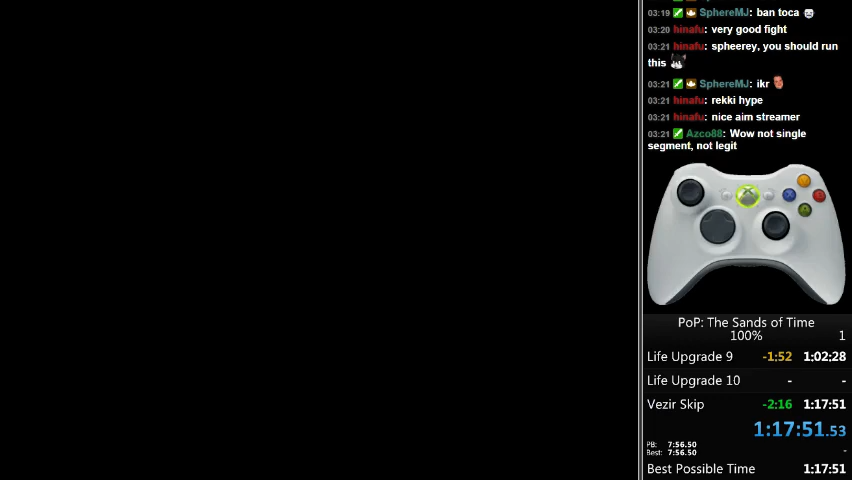 03:19 SphereMJ: ban toca
03:20 hinafu: very good fight
03:21 hinafu: spheerey, you should run
this
03:21 SphereMJ: ikr
03:21 hinafu: rekki hype
03:21 hinafu: nice aim streamer
03:21 Azco88: Wow not single
segment, not legit
PoP: The Sands of Time
100% 1
Life Upgrade 9 -1:52 1:02:28
Life Upgrade 10 - -
Vezir Skip -2:16 1:17:51
1:17:51.53
PB: 7:56.50
Best: 7:56.50 -
Best Possible Time 1:17:51